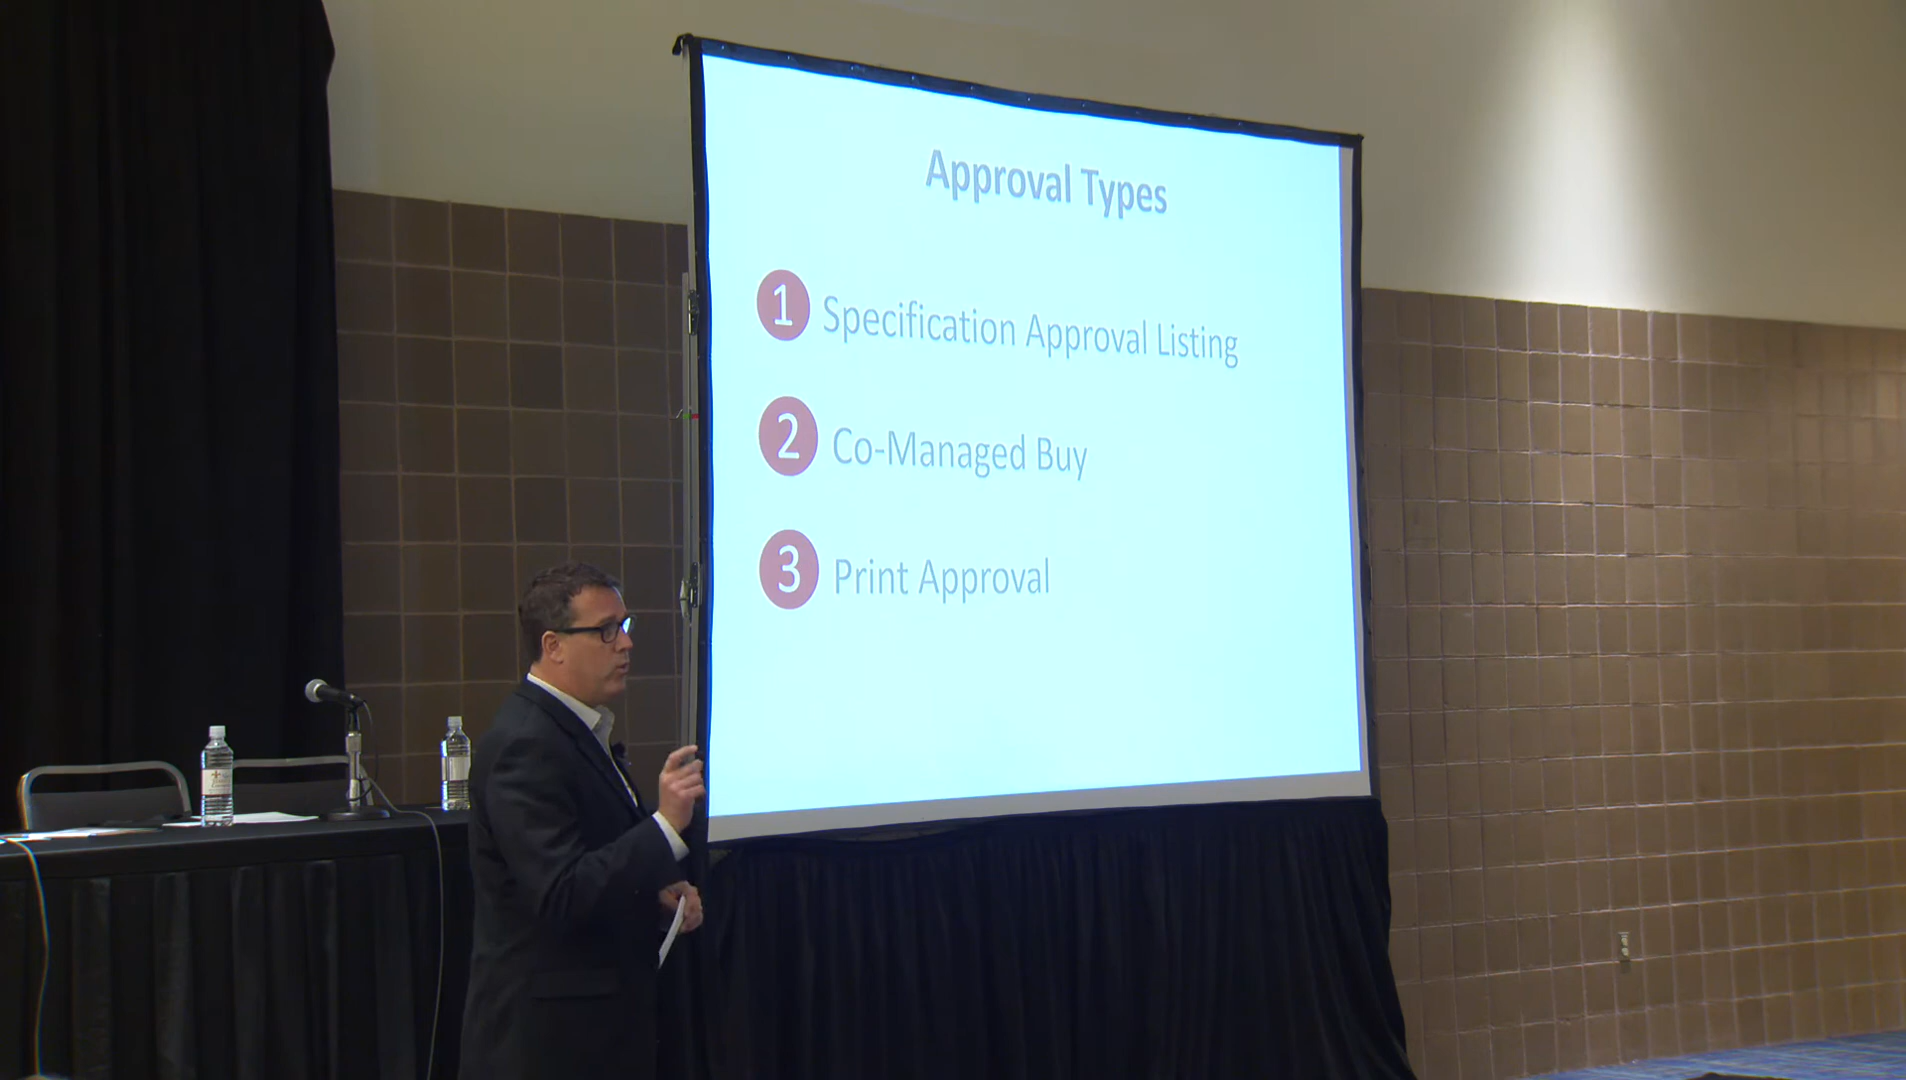 Approval Types
1 Specification Approval Listing
2 Co-Managed Buy
3 Print Approval